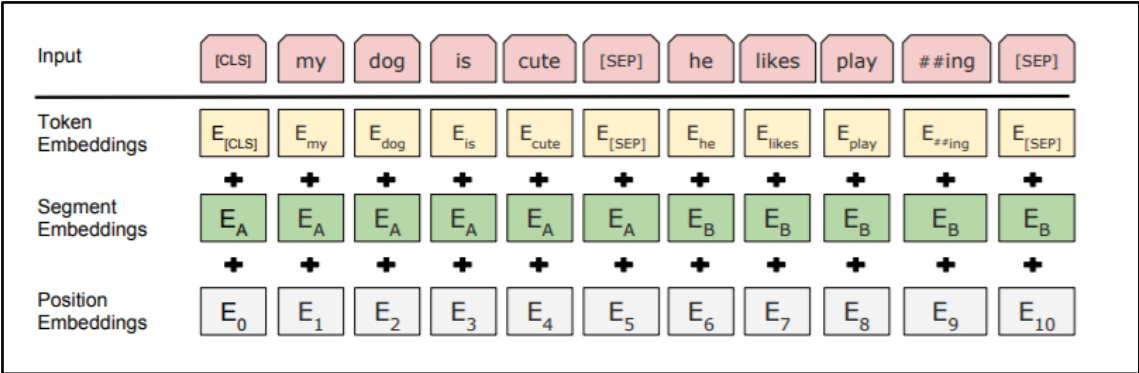 Input [CLS] my dog is cute [SEP] he likes play ##ing [SEP]
Token Embeddings E[CLS] Emy Edog Eis Ecute E[SEP] Ehe Elikes Eplay E##ing E[SEP]
+ + + + + + + + + + +
Segment Embeddings EA EA EA EA EA EA EB EB EB EB EB
+ + + + + + + + + + +
Position Embeddings E0 E1 E2 E3 E4 E5 E6 E7 E8 E9 E10